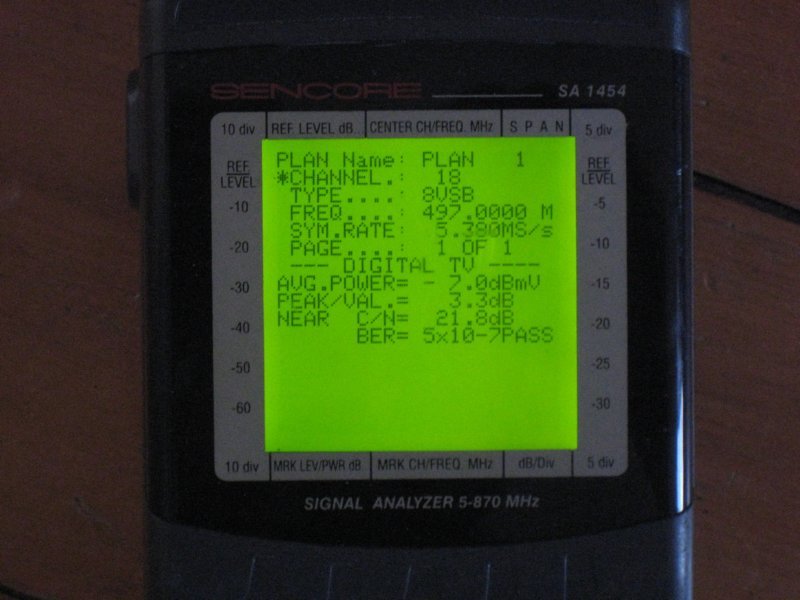 SENCORE SA 1454
10 div REF LEVEL dB.. CENTER CH/FREQ. MHz SPAN 5 div
REF LEVEL
-10
-20
-30
-40
-50
-60
REF LEVEL
-5
-10
-15
-20
-25
-30
PLAN Name: PLAN 1
*CHANNEL.: 18
TYPE....: 8VSB
FREQ....: 497.0000 M
SYM.RATE: 5.380MS/s
PAGE....: 1 OF 1
--- DIGITAL TV ----
AVG.POWER= - 7.0dBmV
PEAK/VAL.= 3.3dB
NEAR C/N= 21.8dB
BER= 5x10-7PASS
10 div MRK LEV/PWR dB. MRK CH/FREQ. MHz dB/Div 5 div
SIGNAL ANALYZER 5-870 MHz